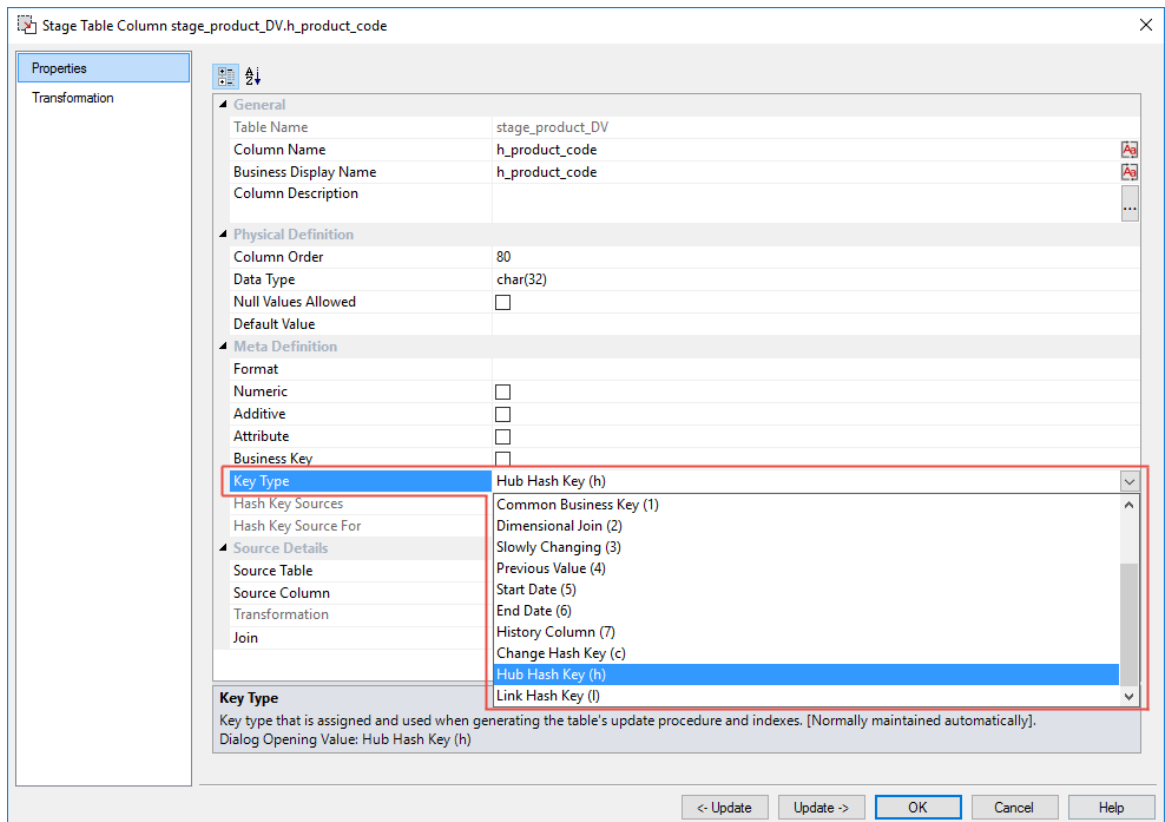 Stage Table Column stage_product_DV.h_product_code
Properties
Transformation
General
Table Name stage_product_DV
Column Name h_product_code
Business Display Name h_product_code
Column Description
...
Physical Definition
Column Order 80
Data Type char(32)
Null Values Allowed
Default Value
Meta Definition
Format
Numeric
Additive
Attribute
Business Key
Key Type Hub Hash Key (h)
Hash Key Sources Common Business Key (1)
Hash Key Source For Dimensional Join (2)
Source Details Slowly Changing (3)
Source Table Previous Value (4)
Source Column Start Date (5)
Transformation End Date (6)
Join History Column (7)
Change Hash Key (c)
Hub Hash Key (h)
Link Hash Key (l)
Key Type
Key type that is assigned and used when generating the table's update procedure and indexes. [Normally maintained automatically].
Dialog Opening Value: Hub Hash Key (h)
<- Update Update -> OK Cancel Help